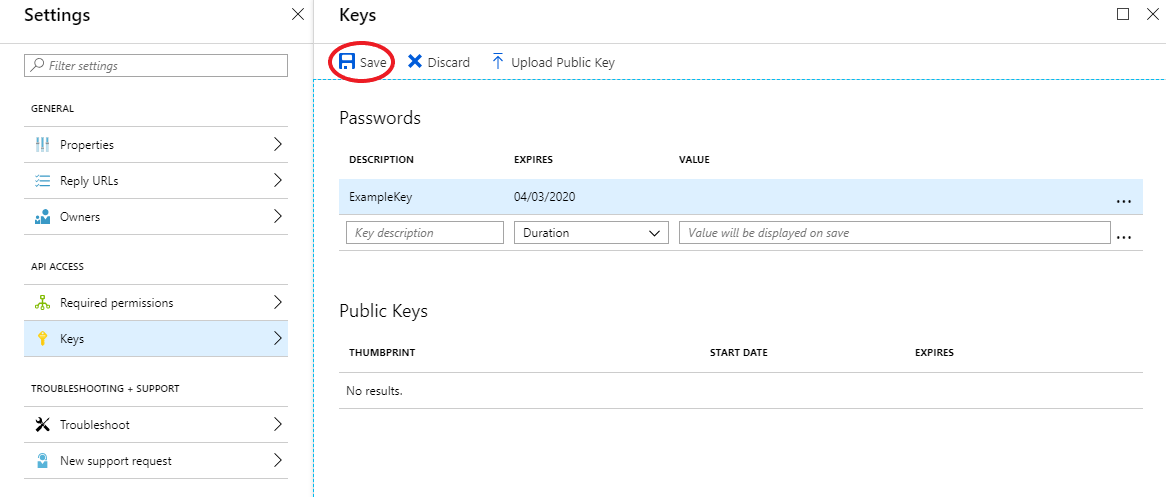 Settings
Filter settings
GENERAL
Properties
Reply URLs
Owners
API ACCESS
Required permissions
Keys
TROUBLESHOOTING + SUPPORT
Troubleshoot
New support request
Keys
Save Discard Upload Public Key
Passwords
DESCRIPTION EXPIRES VALUE
ExampleKey 04/03/2020 ...
Key description Duration Value will be displayed on save ...
Public Keys
THUMBPRINT START DATE EXPIRES
No results.